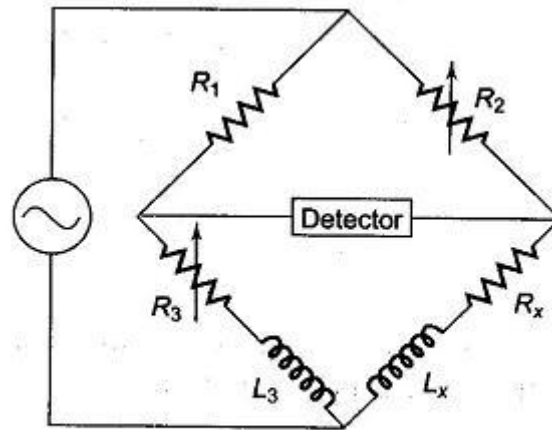 R1
R2
Detector
R3
Rx
L3
Lx